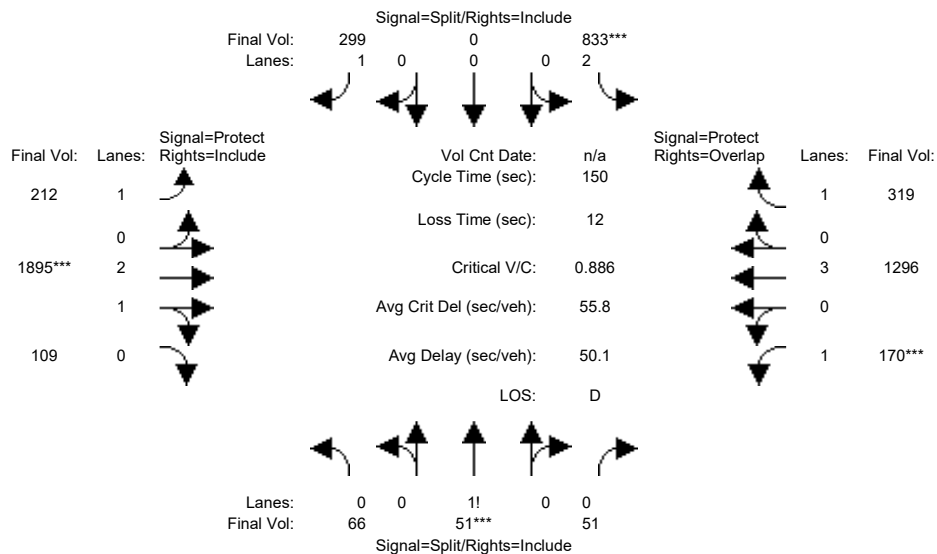 Signal=Split/Rights=Include
Final Vol: 299 0 833***
Lanes: 1 0 0 0 2
Signal=Protect
Final Vol: Lanes: Rights=Include
Vol Cnt Date: n/a
Signal=Protect
Rights=Overlap Lanes: Final Vol:
Cycle Time (sec): 150
212 1
1 319
Loss Time (sec): 12
0
0
1895*** 2
Critical V/C: 0.886
3 1296
1
Avg Crit Del (sec/veh): 55.8
0
109 0
Avg Delay (sec/veh): 50.1
1 170***
LOS: D
Lanes: 0 0 1! 0 0
Final Vol: 66 51*** 51
Signal=Split/Rights=Include